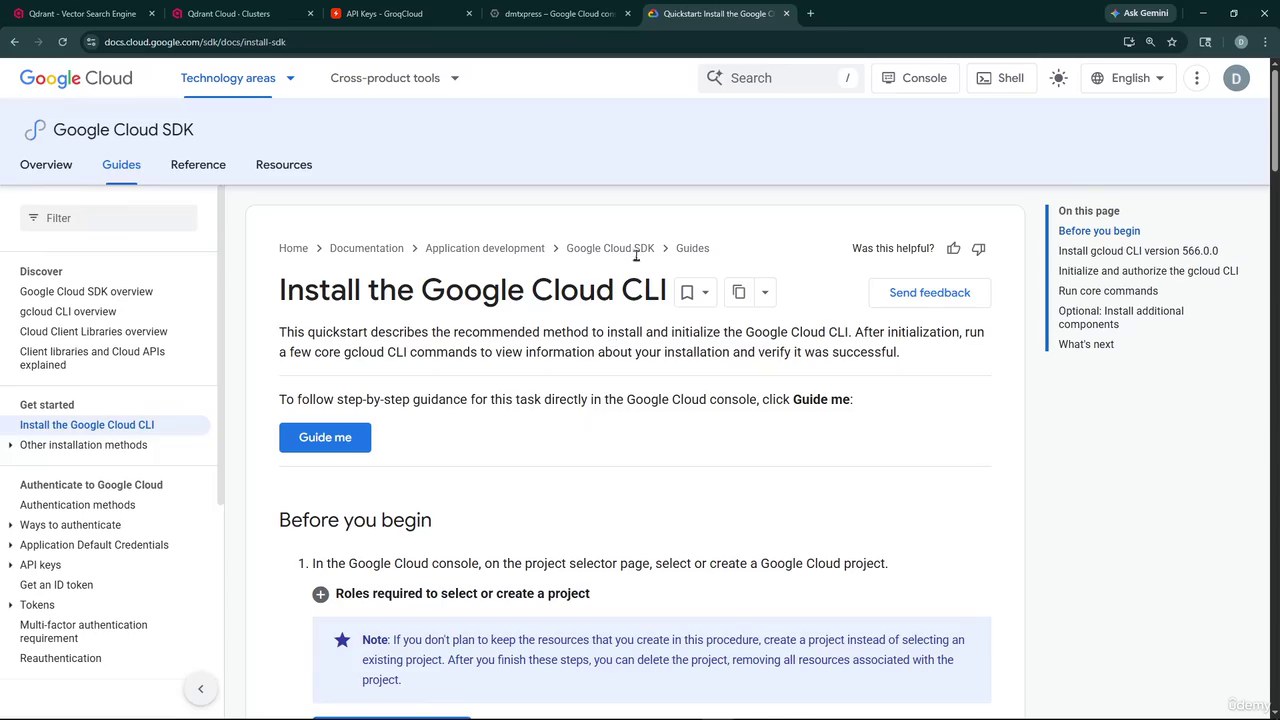 Qdrant - Vector Search Engine
Qdrant Cloud - Clusters
API Keys - GroqCloud
dmtxpress – Google Cloud con
Quickstart: Install the Google C
Ask Gemini
docs.cloud.google.com/sdk/docs/install-sdk
D
Google Cloud
Technology areas
Cross-product tools
Search
/
Console
Shell
English
D
Google Cloud SDK
Overview
Guides
Reference
Resources
Filter
Discover
Google Cloud SDK overview
gcloud CLI overview
Cloud Client Libraries overview
Client libraries and Cloud APIs
explained
Get started
Install the Google Cloud CLI
Other installation methods
Authenticate to Google Cloud
Authentication methods
Ways to authenticate
Application Default Credentials
API keys
Get an ID token
Tokens
Multi-factor authentication
requirement
Reauthentication
Home > Documentation > Application development > Google Cloud SDK > Guides
Was this helpful?
Install the Google Cloud CLI
Send feedback
This quickstart describes the recommended method to install and initialize the Google Cloud CLI. After initialization, run
a few core gcloud CLI commands to view information about your installation and verify it was successful.
To follow step-by-step guidance for this task directly in the Google Cloud console, click Guide me:
Guide me
Before you begin
1. In the Google Cloud console, on the project selector page, select or create a Google Cloud project.
Roles required to select or create a project
Note: If you don't plan to keep the resources that you create in this procedure, create a project instead of selecting an
existing project. After you finish these steps, you can delete the project, removing all resources associated with the
project.
On this page
Before you begin
Install gcloud CLI version 566.0.0
Initialize and authorize the gcloud CLI
Run core commands
Optional: Install additional
components
What's next
ûdemy